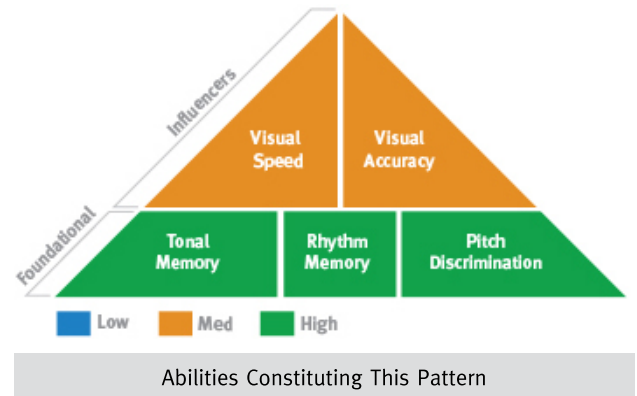 Influencers
Visual
Speed
Visual
Accuracy
Foundational
Tonal
Memory
Rhythm
Memory
Pitch
Discrimination
Low
Med
High
Abilities Constituting This Pattern